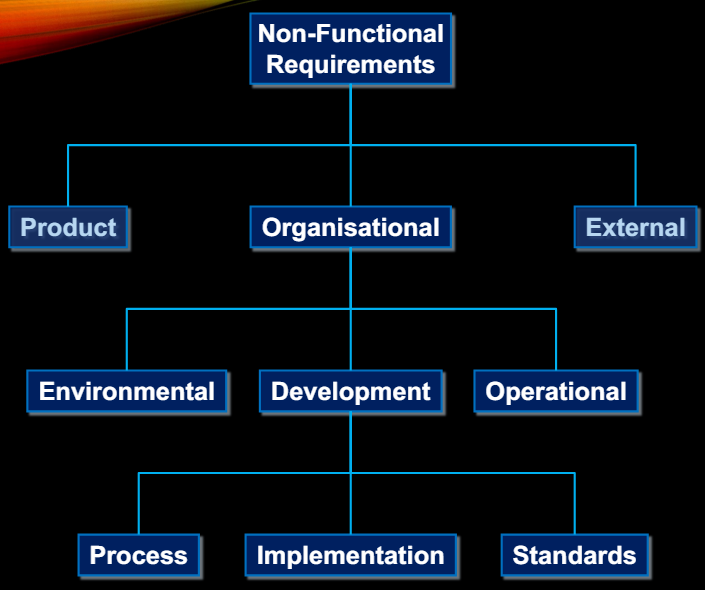 Non-Functional
Requirements
Product
Organisational
External
Environmental
Development
Operational
Process
Implementation
Standards